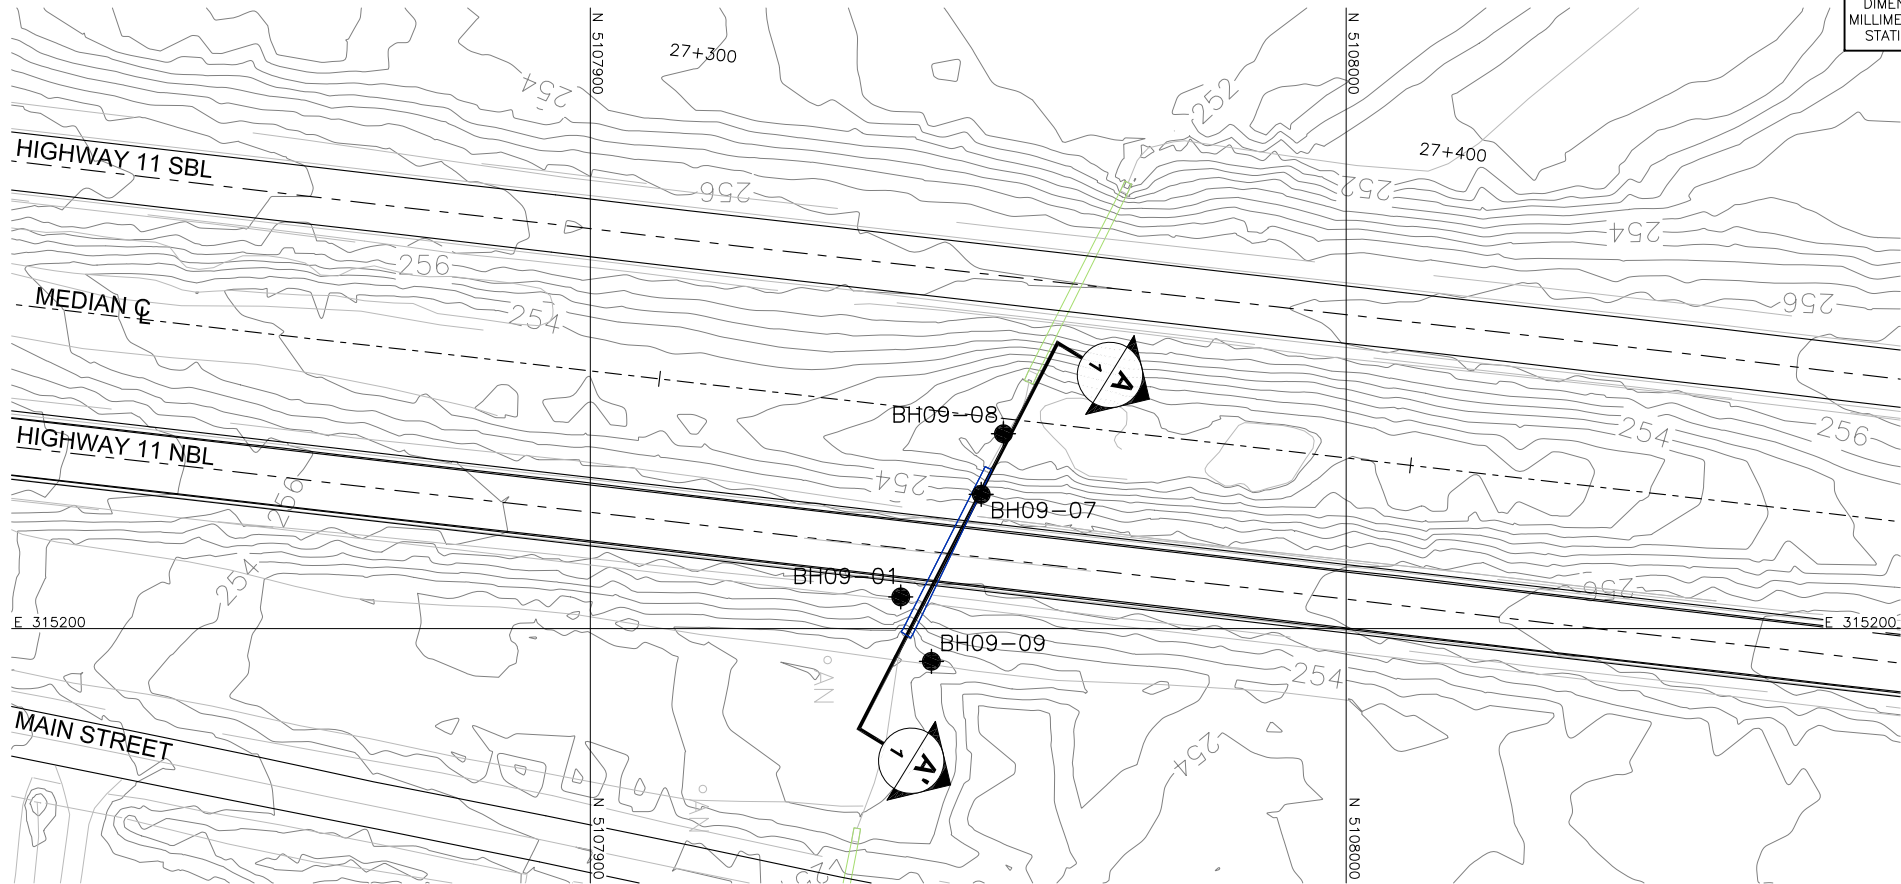 DIMEN
MILLIME
STATI
N 5107900
N 5108000
27+300
254
252
27+400
HIGHWAY 11 SBL
256
252
254
256
254
256
MEDIAN ℄
A
1
BH09-08
254
256
HIGHWAY 11 NBL
254
256
BH09-07
BH09-01
254
256
E 315200
E 315200
BH09-09
254
MAIN STREET
254
A'
1
N 5107900
N 5108000